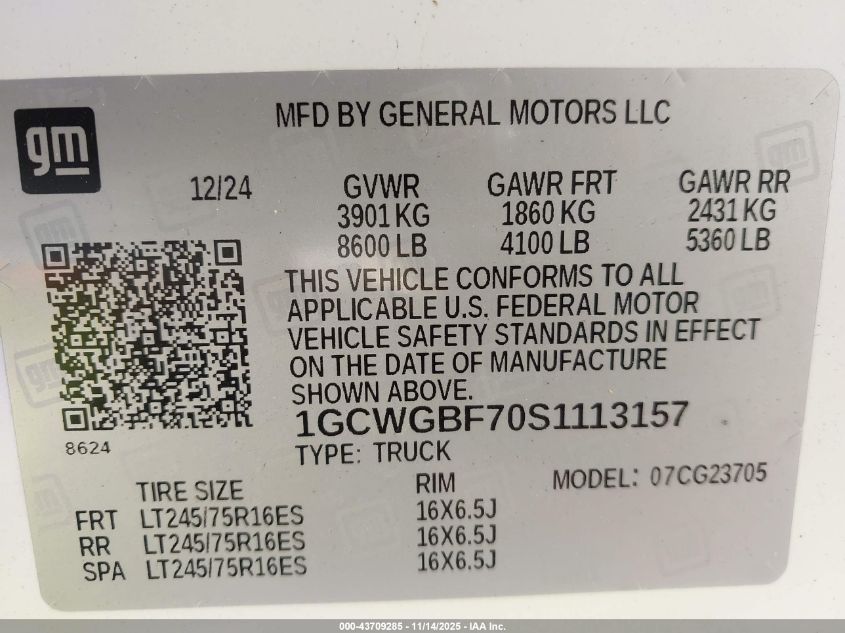 gm
MFD BY GENERAL MOTORS LLC
12/24 GVWR GAWR FRT GAWR RR
3901 KG 1860 KG 2431 KG
8600 LB 4100 LB 5360 LB
THIS VEHICLE CONFORMS TO ALL
APPLICABLE U.S. FEDERAL MOTOR
VEHICLE SAFETY STANDARDS IN EFFECT
ON THE DATE OF MANUFACTURE
SHOWN ABOVE.
1GCWGBF70S1113157
8624
TYPE: TRUCK
MODEL: 07CG23705
TIRE SIZE RIM
FRT LT245/75R16ES 16X6.5J
RR LT245/75R16ES 16X6.5J
SPA LT245/75R16ES 16X6.5J
000-43709285 - 11/14/2025 - IAA Inc.